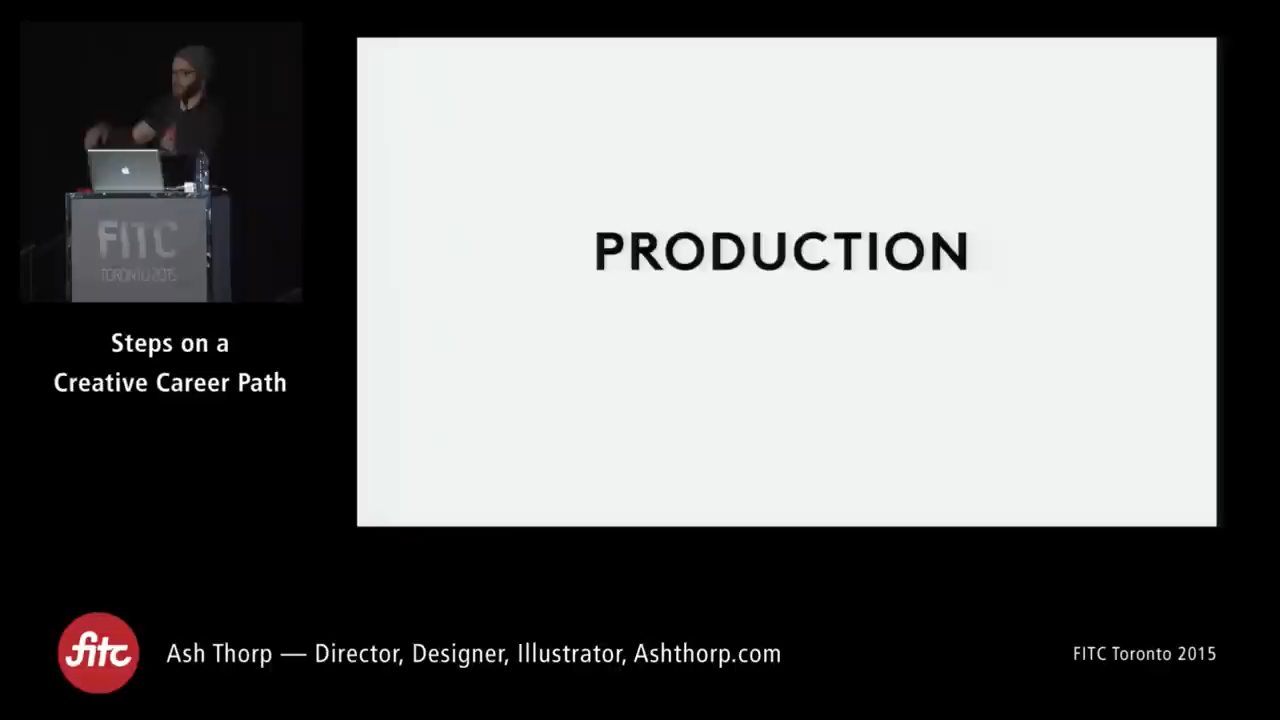 FITC
TORONTO 2015
Steps on a
Creative Career Path
PRODUCTION
fitc
Ash Thorp — Director, Designer, Illustrator, Ashthorp.com
FITC Toronto 2015